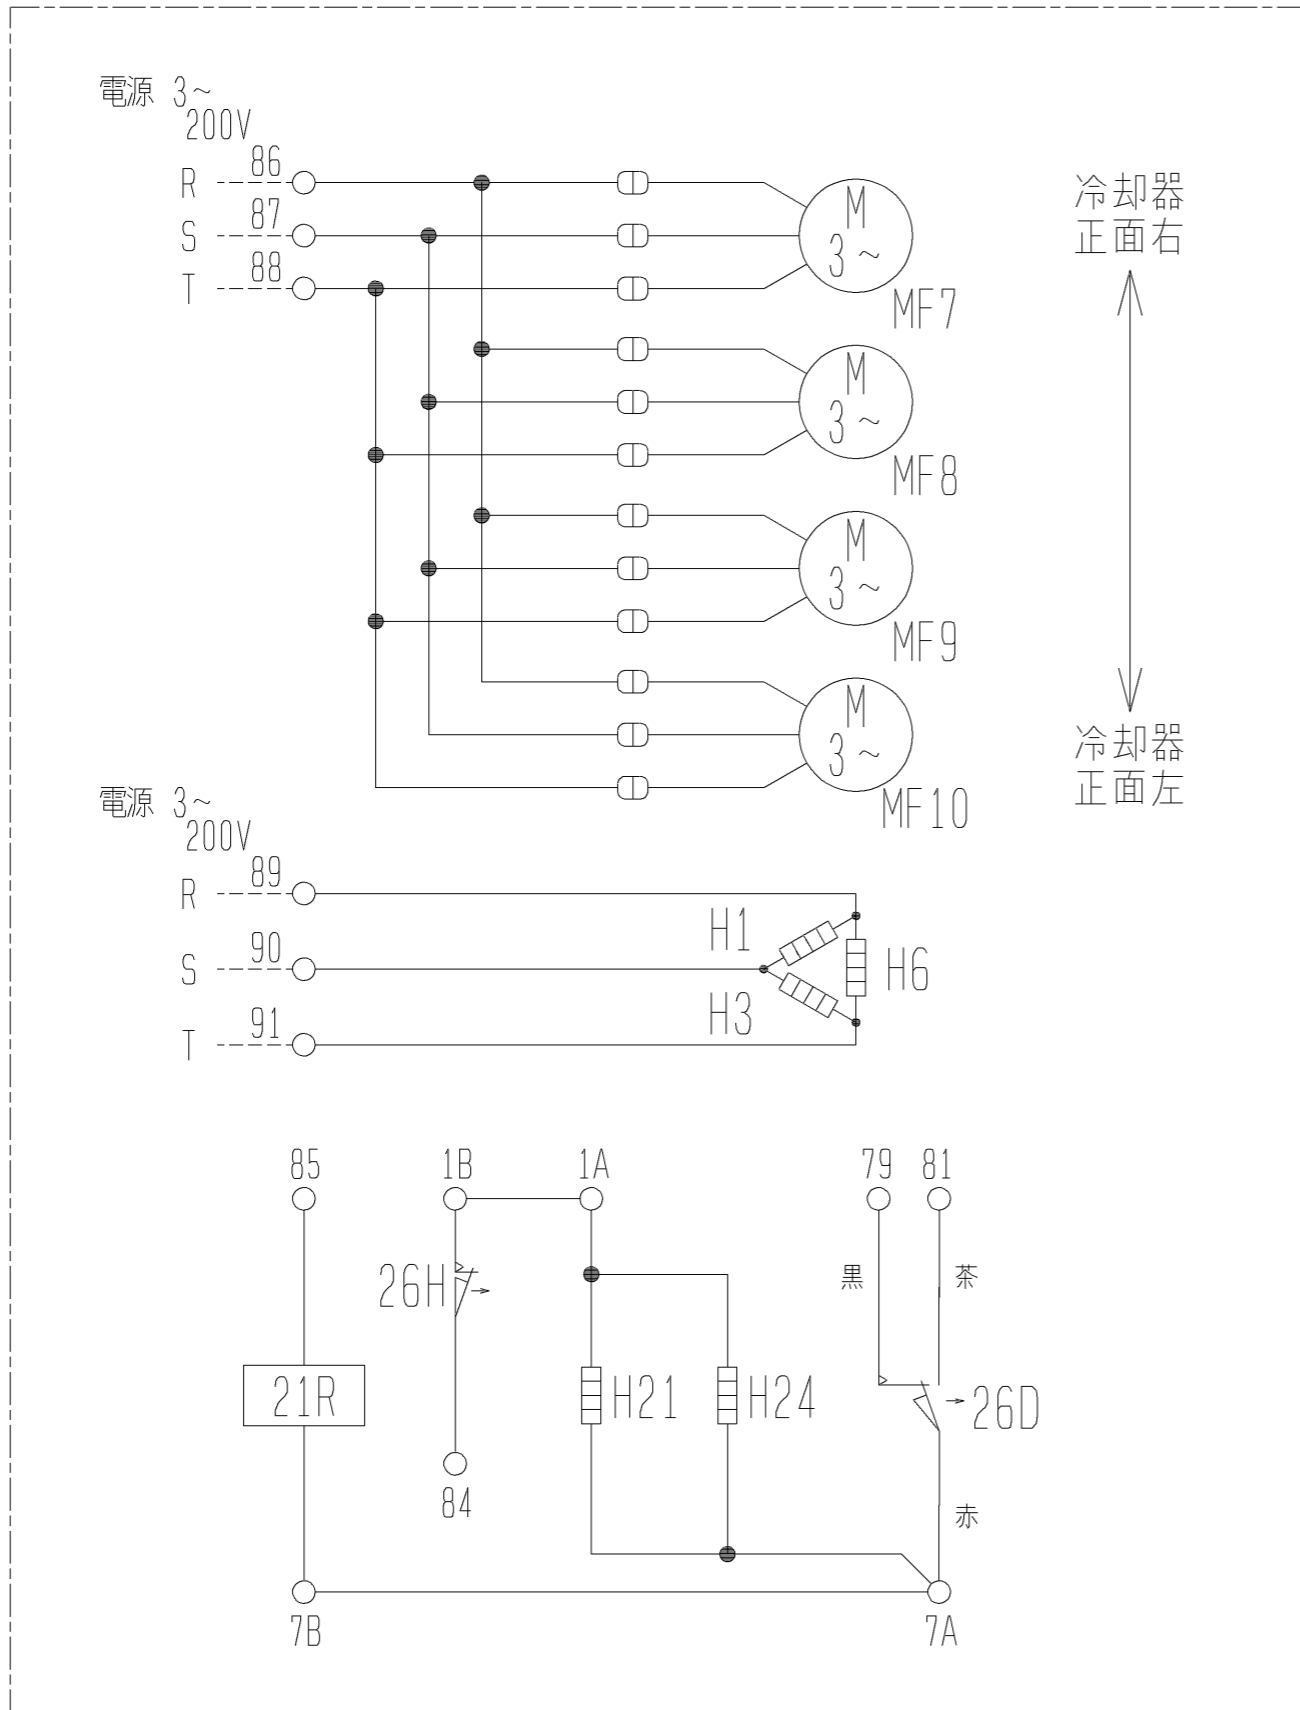 電源 3~
200V
R 86
S 87
T 88
M
3~
MF7
M
3~
MF8
M
3~
MF9
M
3~
MF10
冷却器
正面右
冷却器
正面左
電源 3~
200V
R 89
S 90
T 91
H1
H3
H6
85
1B
1A
79
81
26H
黒
茶
21R
H21
H24
26D
84
赤
7B
7A